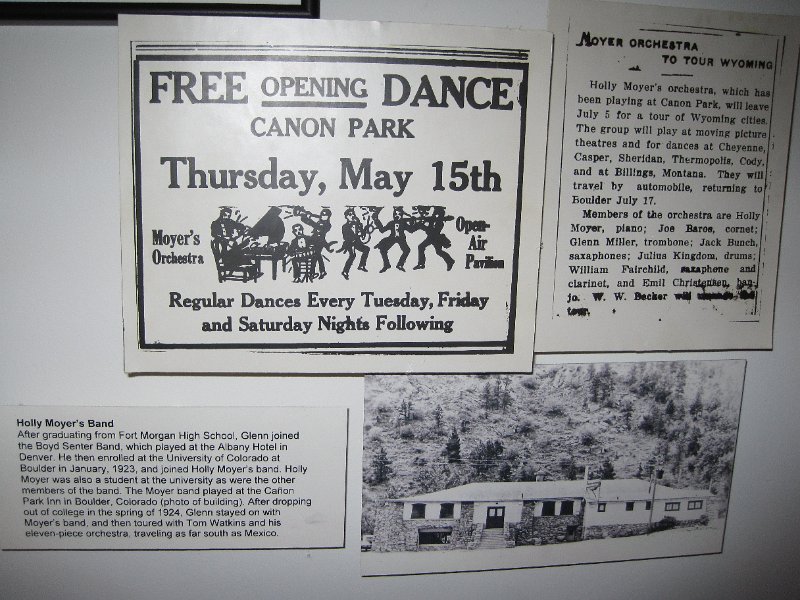 FREE OPENING DANCE
CANON PARK
Thursday, May 15th
Moyer's
Orchestra
Open-
Air
Pavilion
Regular Dances Every Tuesday, Friday
and Saturday Nights Following
MOYER ORCHESTRA
TO TOUR WYOMING
Holly Moyer's orchestra, which has
been playing at Canon Park, will leave
July 5 for a tour of Wyoming cities.
The group will play at moving picture
theatres and for dances at Cheyenne,
Casper, Sheridan, Thermopolis, Cody,
and at Billings, Montana. They will
travel by automobile, returning to
Boulder July 17.
Members of the orchestra are Holly
Moyer, piano; Joe Baros, cornet;
Glenn Miller, trombone; Jack Bunch,
saxaphones; Julius Kingdom, drums;
William Fairchild, saxaphone and
clarinet, and Emil Christensen, ban-
jo. W. W. Becker will the
tour.
Holly Moyer's Band
After graduating from Fort Morgan High School, Glenn joined
the Boyd Senter Band, which played at the Albany Hotel in
Denver. He then enrolled at the University of Colorado at
Boulder in January, 1923, and joined Holly Moyer's band. Holly
Moyer was also a student at the university as were the other
members of the band. The Moyer band played at the Cañon
Park Inn in Boulder, Colorado (photo of building). After dropping
out of college in the spring of 1924, Glenn stayed on with
Moyer's band, and then toured with Tom Watkins and his
eleven-piece orchestra, traveling as far south as Mexico.